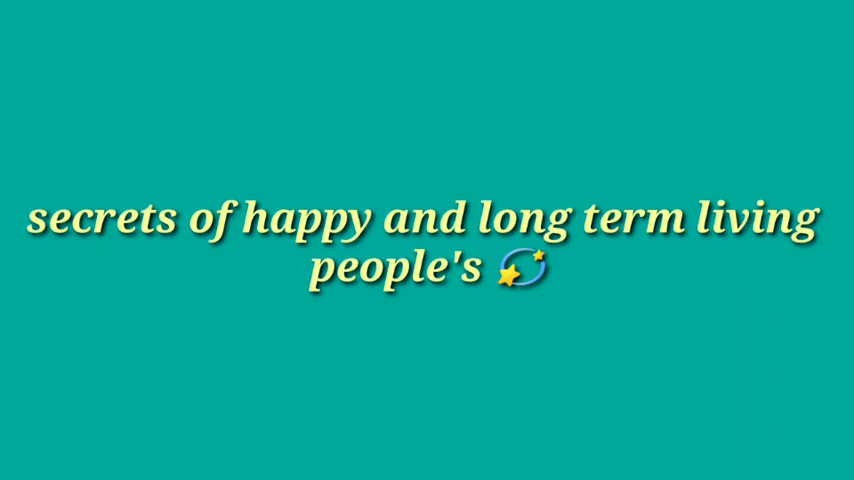 secrets of happy and long term living
people's 💫